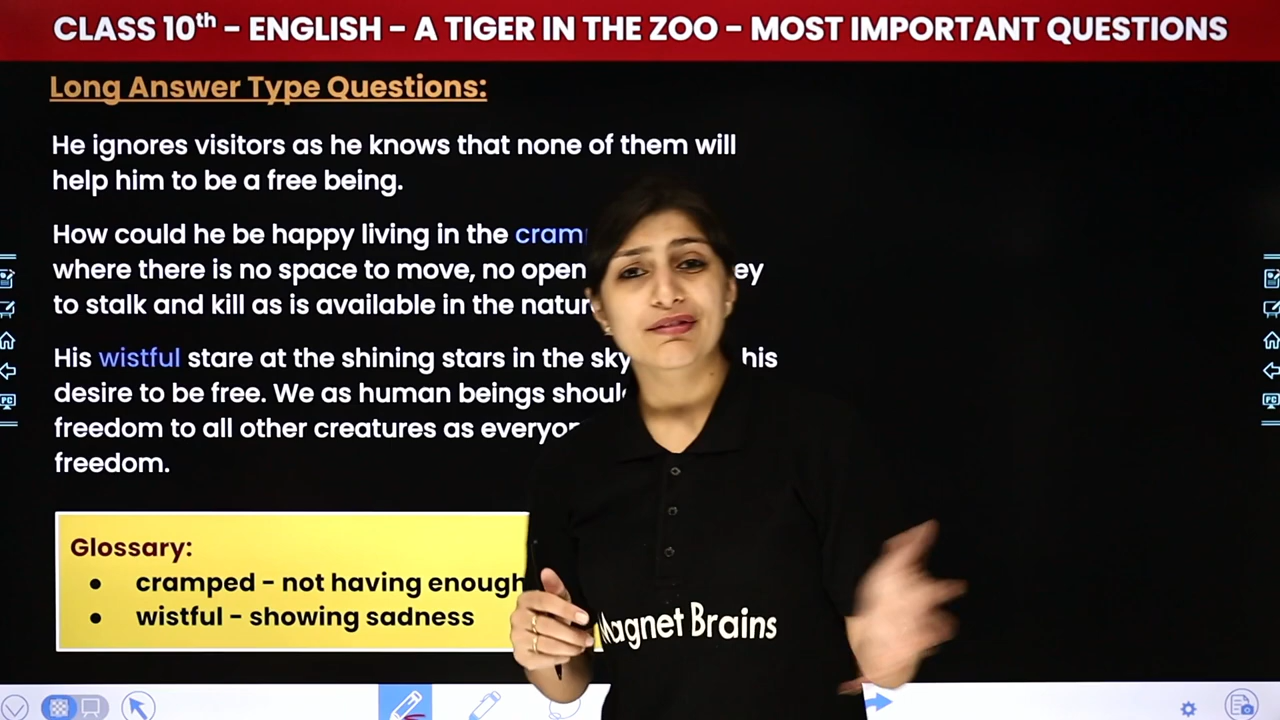 CLASS 10th - ENGLISH - A TIGER IN THE ZOO - MOST IMPORTANT QUESTIONS
Long Answer Type Questions:
He ignores visitors as he knows that none of them will
help him to be a free being.
How could he be happy living in the
where there is no space to move, no open
to stalk and kill as is available in the
His wistful stare at the shining stars in the sky his
desire to be free. We as human beings
freedom to all other creatures as
freedom.
Glossary:
● cramped - not having enough
● wistful - showing sadness
Magnet Brains
PC
PC